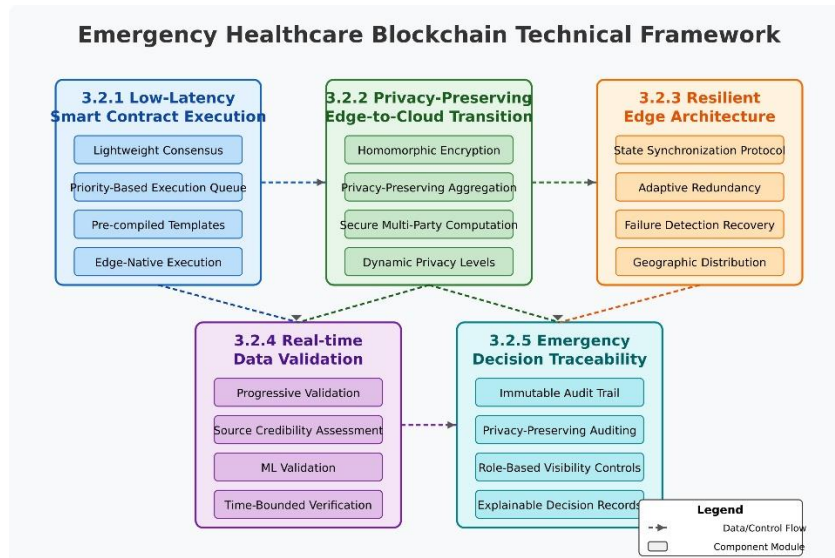 Emergency Healthcare Blockchain Technical Framework
3.2.1 Low-Latency
Smart Contract Execution
Lightweight Consensus
Priority-Based Execution Queue
Pre-compiled Templates
Edge-Native Execution
3.2.2 Privacy-Preserving
Edge-to-Cloud Transition
Homomorphic Encryption
Privacy-Preserving Aggregation
Secure Multi-Party Computation
Dynamic Privacy Levels
3.2.3 Resilient
Edge Architecture
State Synchronization Protocol
Adaptive Redundancy
Failure Detection Recovery
Geographic Distribution
3.2.4 Real-time
Data Validation
Progressive Validation
Source Credibility Assessment
ML Validation
Time-Bounded Verification
3.2.5 Emergency
Decision Traceability
Immutable Audit Trail
Privacy-Preserving Auditing
Role-Based Visibility Controls
Explainable Decision Records
Legend
Data/Control Flow
Component Module